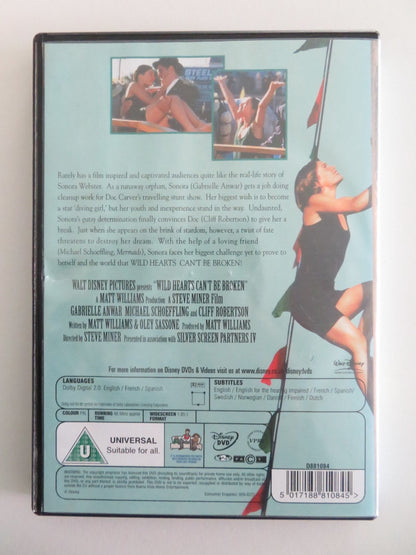 STEEL
Rarely has a film inspired and captivated audiences quite like the real-life story of
Sonora Webster. As a runaway orphan, Sonora (Gabrielle Anwar) gets a job doing
cleanup work for Doc Carver's travelling stunt show. Her biggest wish is to become
a star 'diving girl,' but her youth and inexperience stand in the way. Undaunted,
Sonora's gutsy determination finally convinces Doc (Cliff Robertson) to give her a
break. Just when she appears on the brink of stardom, however, a twist of fate
threatens to destroy her dream. With the help of a loving friend
(Michael Schoeffling, Mermaids), Sonora faces her biggest challenge yet: to prove to
herself and the world that WILD HEARTS CAN'T BE BROKEN!
WALT DISNEY PICTURES presents "WILD HEARTS CAN'T BE BROKEN"
A MATT WILLIAMS Production A STEVE MINER Film
GABRIELLE ANWAR MICHAEL SCHOEFFLING and CLIFF ROBERTSON
Written by MATT WILLIAMS & OLEY SASSONE Produced by MATT WILLIAMS
Directed by STEVE MINER Presented in association with SILVER SCREEN PARTNERS IV
For more information on Disney DVDs & Videos visit us at www.disney.co.uk/disneydvds
LANGUAGES
Dolby Digital 2.0 English / French / Spanish
SUBTITLES
English / English for the hearing impaired / French / Spanish/
Swedish / Norwegian / Danish / Finnish / Dutch
COLOUR PAL
RUNNING TIME
WIDESCREEN FORMAT 1.85:1
U
UNIVERSAL
Suitable for all.
Disney
DVD
D881084
5 017188 810845